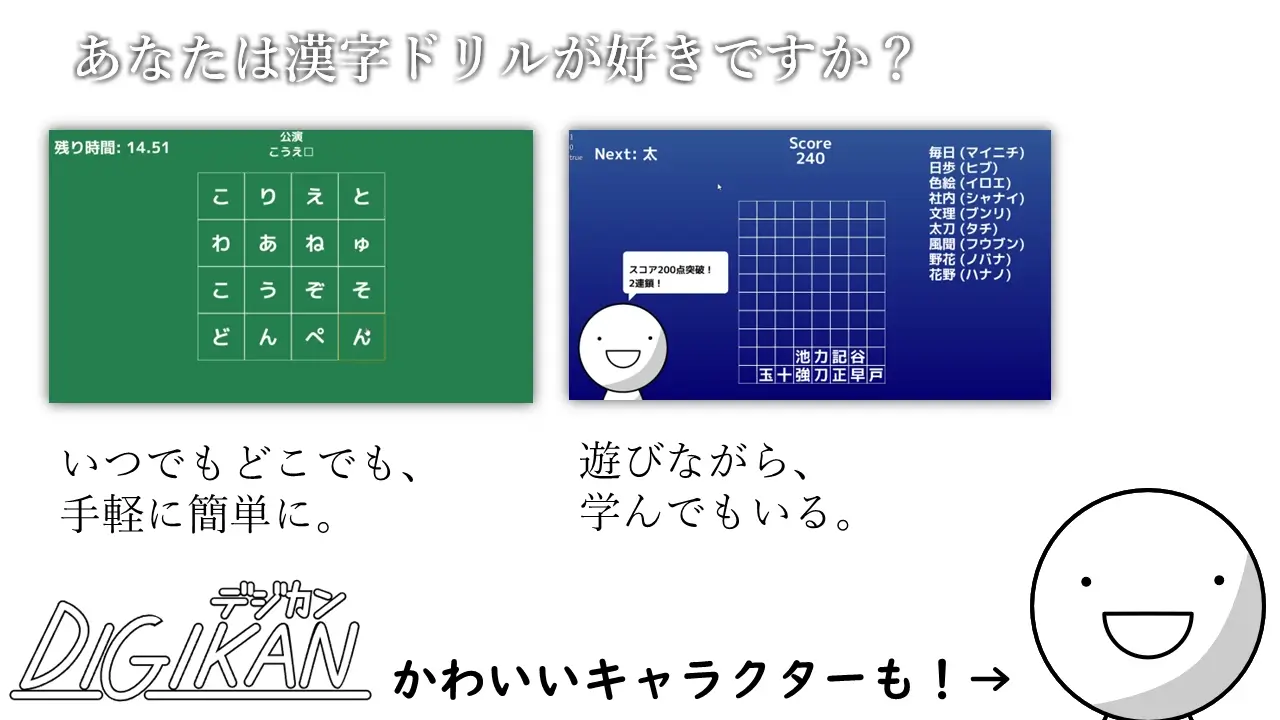 あなたは漢字ドリルが好きですか？
残り時間: 14.51
公演
こうえ□
こ り え と
わ あ ね ゅ
こ う ぞ そ
ど ん ぺ ん
true
Next: 太
Score
240
毎日 (マイニチ)
日歩 (ヒブ)
色絵 (イロエ)
社内 (シャナイ)
文理 (ブンリ)
太刀 (タチ)
風聞 (フウブン)
野花 (ノバナ)
花野 (ハナノ)
スコア200点突破！
2連鎖！
池力記谷
玉十強刀正早戸
いつでもどこでも、
手軽に簡単に。
遊びながら、
学んでもいる。
デジカン
DIGIKAN
かわいいキャラクターも！→